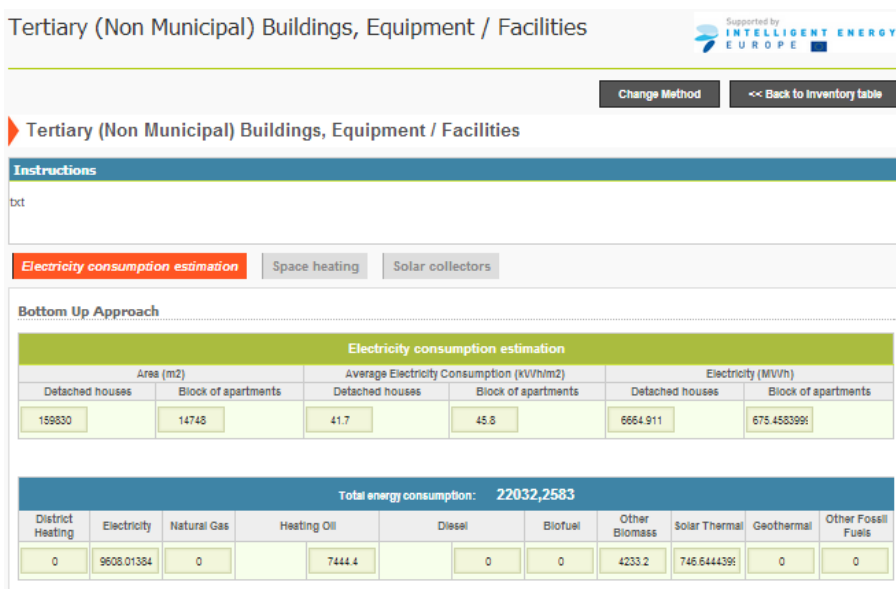 Tertiary (Non Municipal) Buildings, Equipment / Facilities
Supported by
INTELLIGENT ENERGY
EUROPE
Change Method
<< Back to Inventory table
Tertiary (Non Municipal) Buildings, Equipment / Facilities
Instructions
txt
Electricity consumption estimation
Space heating
Solar collectors
Bottom Up Approach
Electricity consumption estimation
Area (m2) Average Electricity Consumption (kWh/m2) Electricity (MWh)
Detached houses Block of apartments Detached houses Block of apartments Detached houses Block of apartments
159830 14748 41.7 45.8 6664.911 675.4583999
Total energy consumption: 22032,2583
District Heating Electricity Natural Gas Heating Oil Diesel Biofuel Other Biomass Solar Thermal Geothermal Other Fossil Fuels
0 9608.01384 0 7444.4 0 0 4233.2 746.6444399 0 0